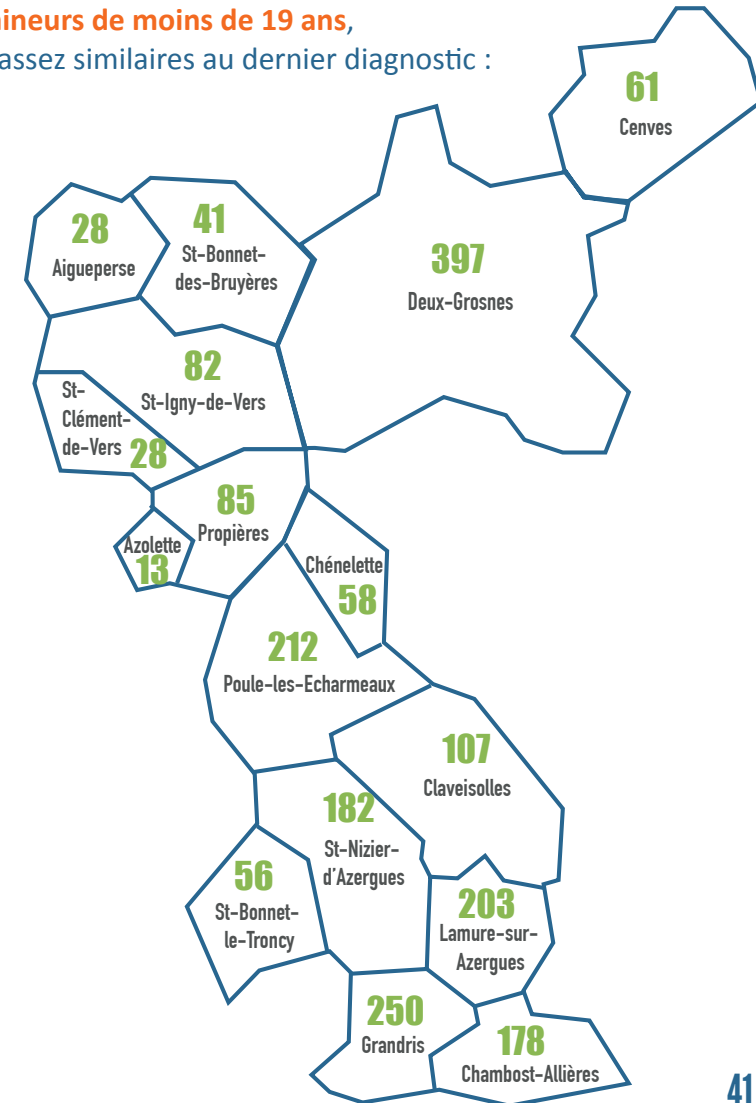 ineurs de moins de 19 ans,
assez similaires au dernier diagnostic :
61
Cenves
28
Aigueperse
41
St-Bonnet-
des-Bruyères
397
Deux-Grosnes
82
St-Igny-de-Vers
St-
Clément-
de-Vers
28
85
Propières
Azolette
13
Chénelette
58
212
Poule-les-Echarmeaux
107
Claveisolles
182
St-Nizier-
d'Azergues
56
St-Bonnet-
le-Troncy
203
Lamure-sur-
Azergues
250
Grandris
178
Chambost-Allières
41